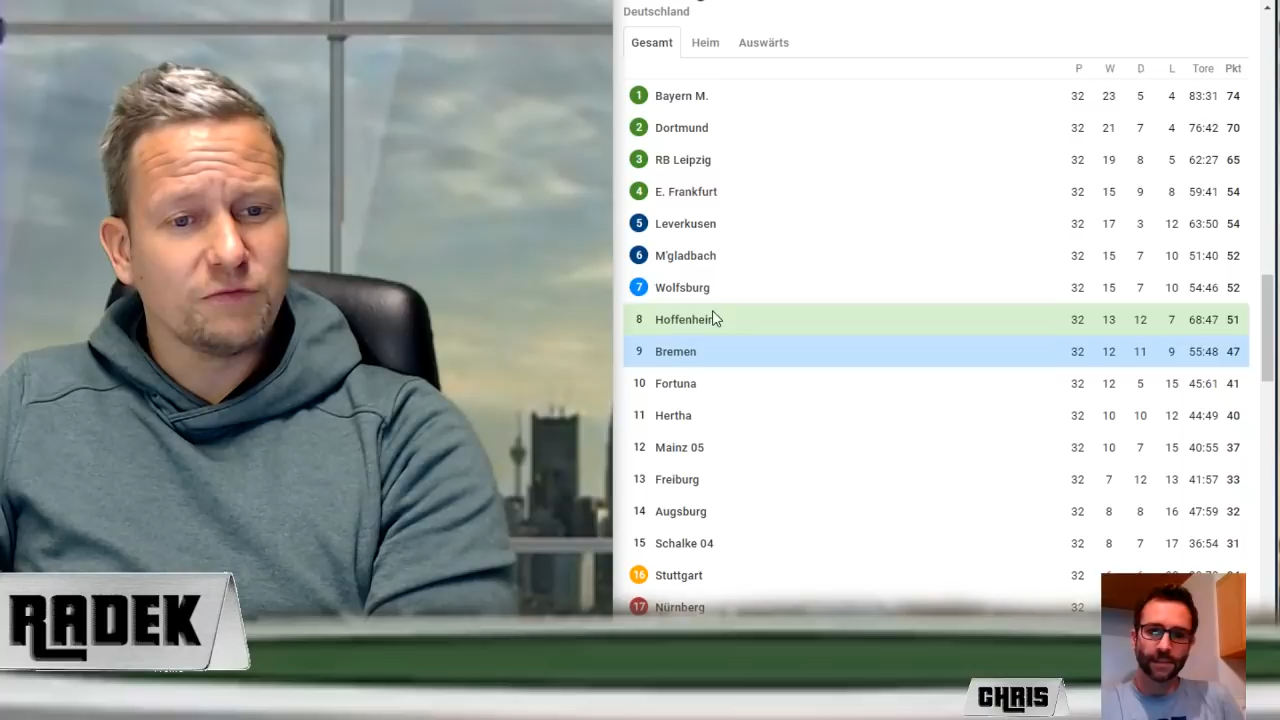 Deutschland
Gesamt Heim Auswärts
P W D L Tore Pkt
1 Bayern M. 32 23 5 4 83:31 74
2 Dortmund 32 21 7 4 76:42 70
3 RB Leipzig 32 19 8 5 62:27 65
4 E. Frankfurt 32 15 9 8 59:41 54
5 Leverkusen 32 17 3 12 63:50 54
6 M'gladbach 32 15 7 10 51:40 52
7 Wolfsburg 32 15 7 10 54:46 52
8 Hoffenheim 32 13 12 7 68:47 51
9 Bremen 32 12 11 9 55:48 47
10 Fortuna 32 12 5 15 45:61 41
11 Hertha 32 10 10 12 44:49 40
12 Mainz 05 32 10 7 15 40:55 37
13 Freiburg 32 7 12 13 41:57 33
14 Augsburg 32 8 8 16 47:59 32
15 Schalke 04 32 8 7 17 36:54 31
16 Stuttgart 32
17 Nürnberg 32
RADEK
CHRIS